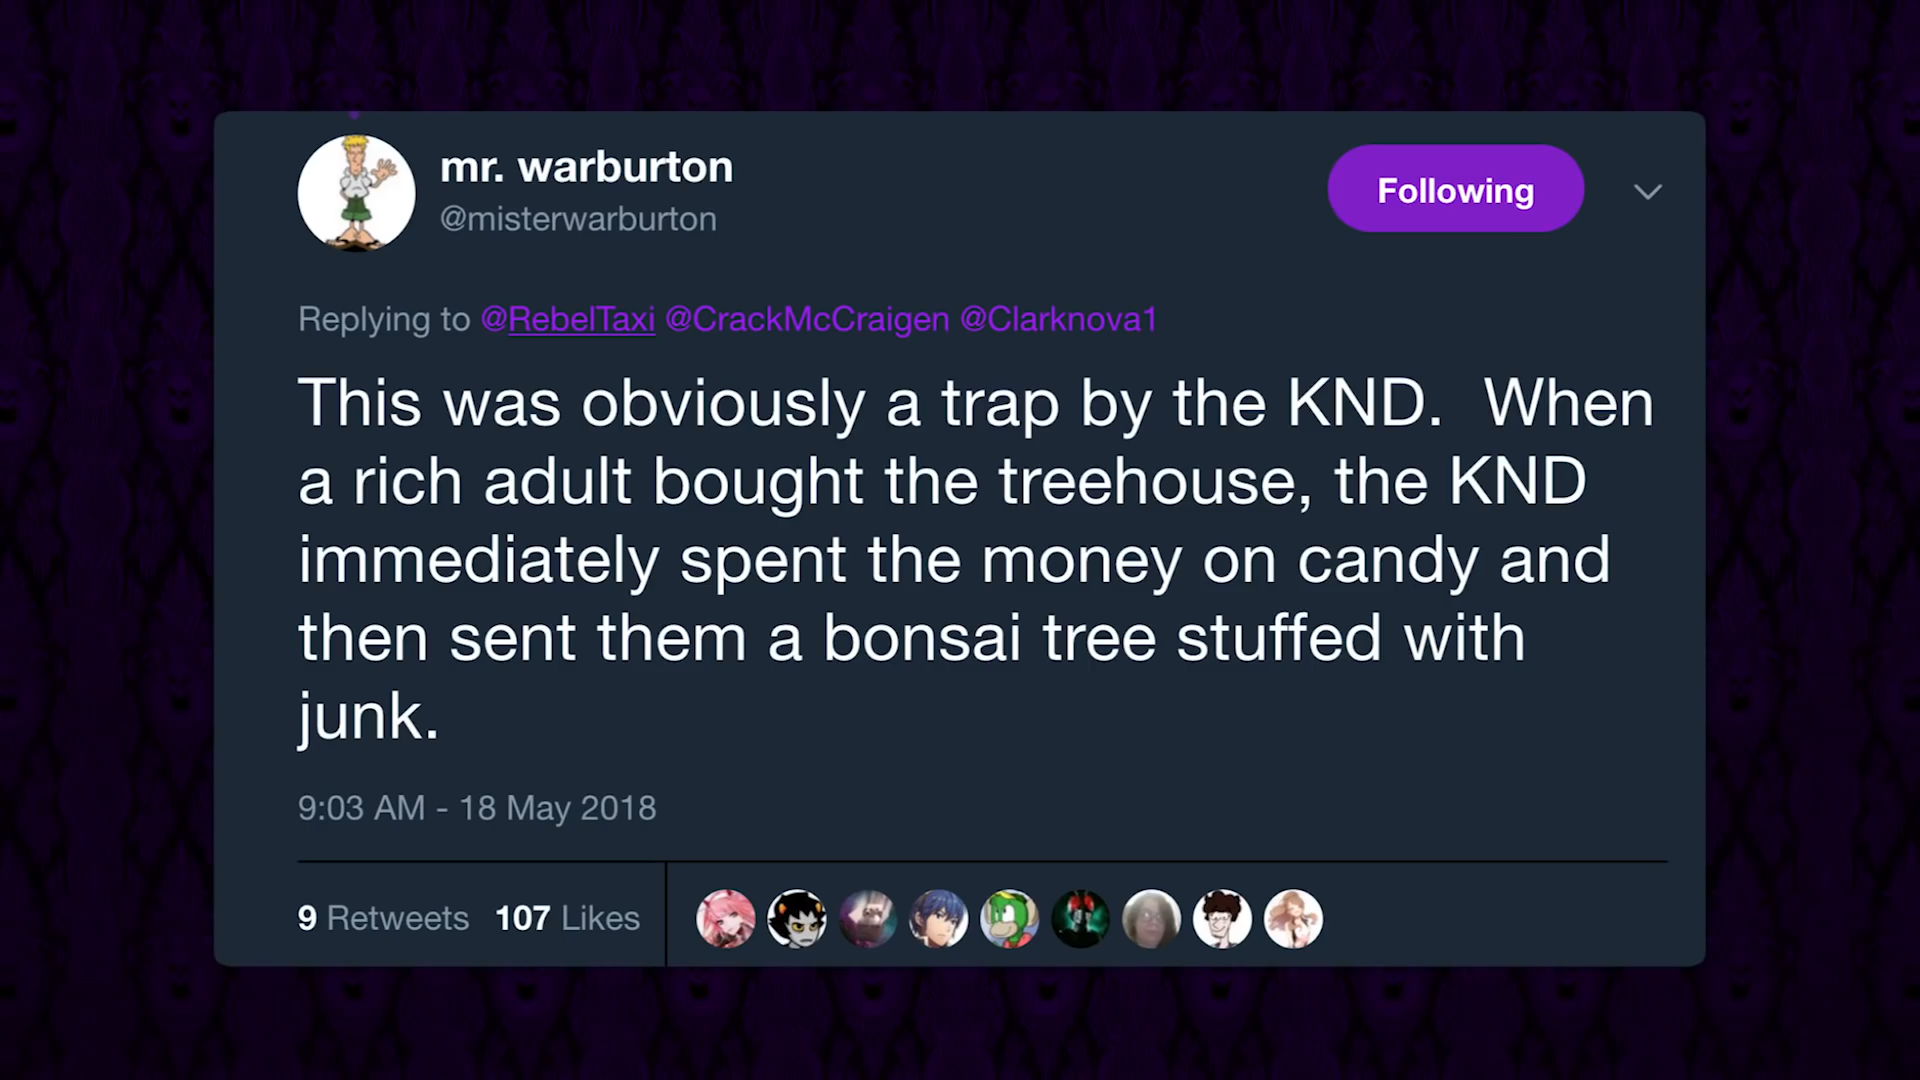 mr. warburton
@misterwarburton
Following
Replying to @RebelTaxi @CrackMcCraigen @Clarknova1
This was obviously a trap by the KND.  When
a rich adult bought the treehouse, the KND
immediately spent the money on candy and
then sent them a bonsai tree stuffed with
junk.
9:03 AM - 18 May 2018
9 Retweets 107 Likes